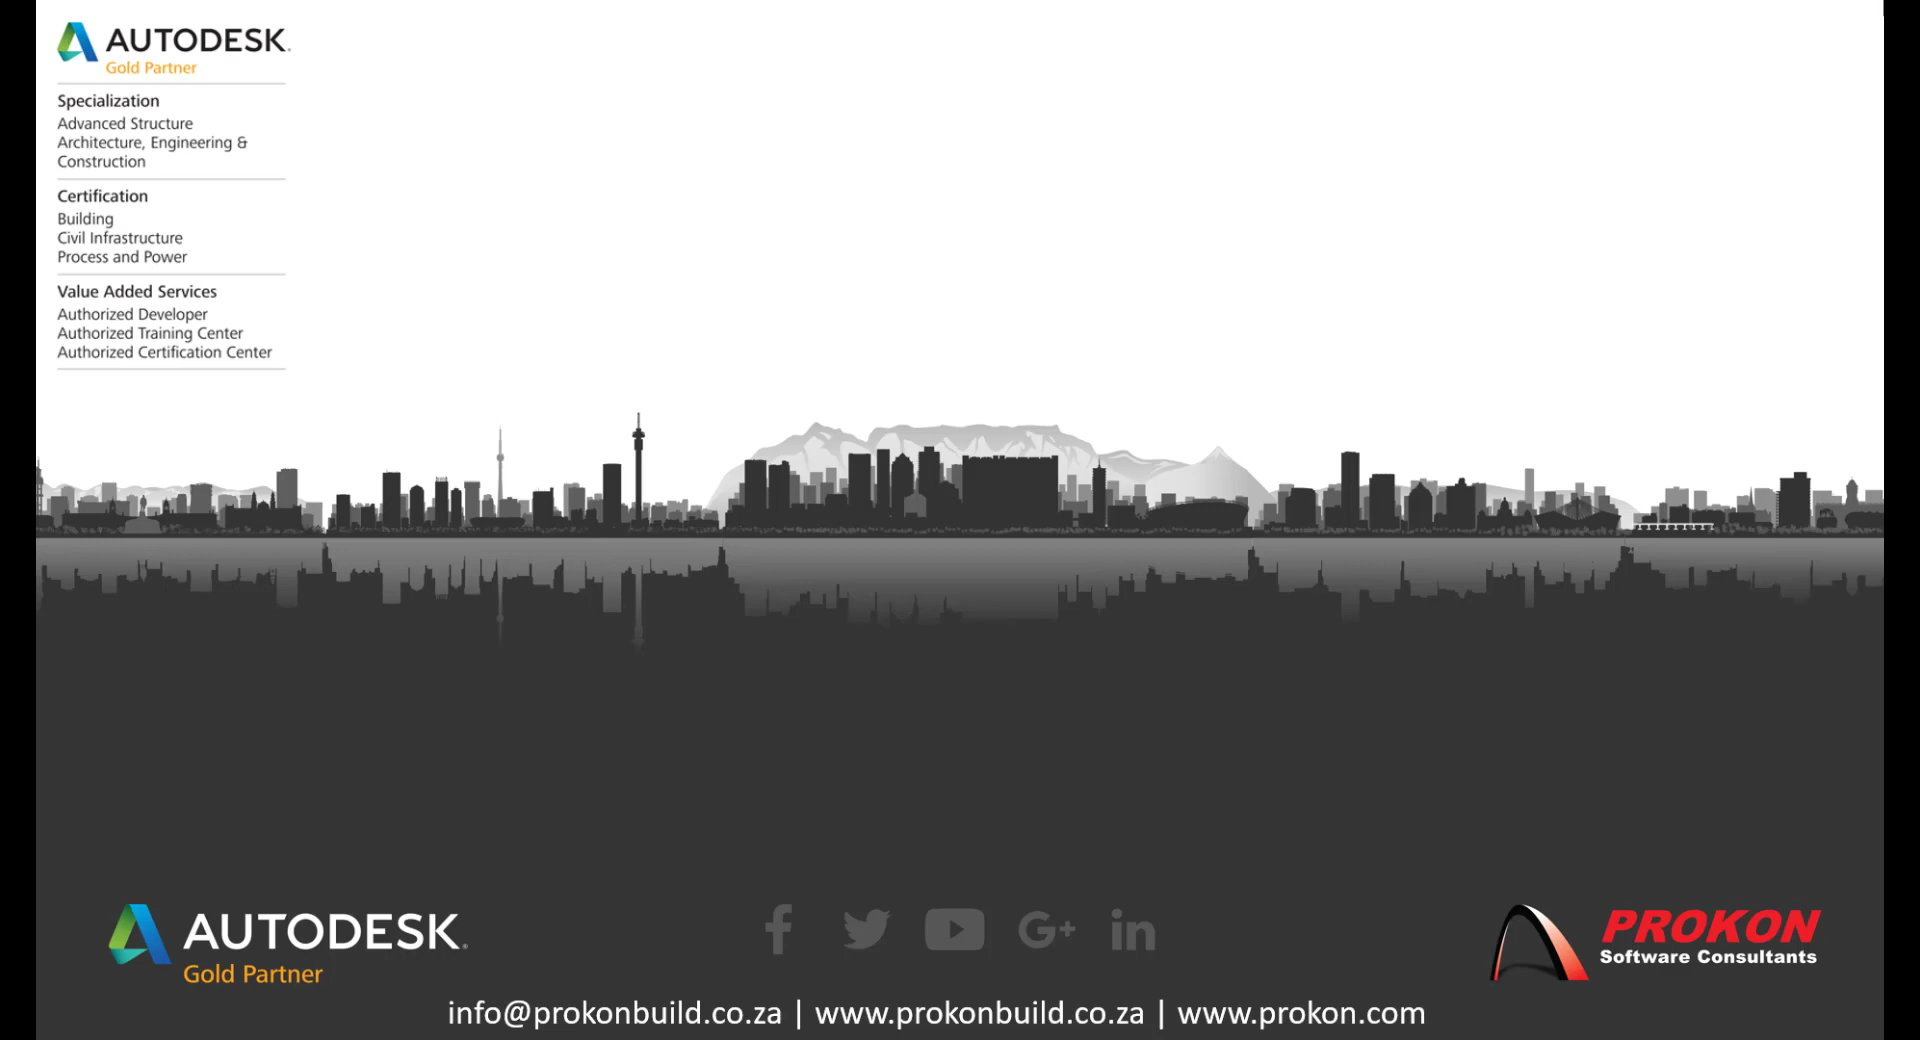 AUTODESK.
Gold Partner
Specialization
Advanced Structure
Architecture, Engineering &
Construction
Certification
Building
Civil Infrastructure
Process and Power
Value Added Services
Authorized Developer
Authorized Training Center
Authorized Certification Center
AUTODESK.
Gold Partner
f G+ in
PROKON
Software Consultants
info@prokonbuild.co.za | www.prokonbuild.co.za | www.prokon.com